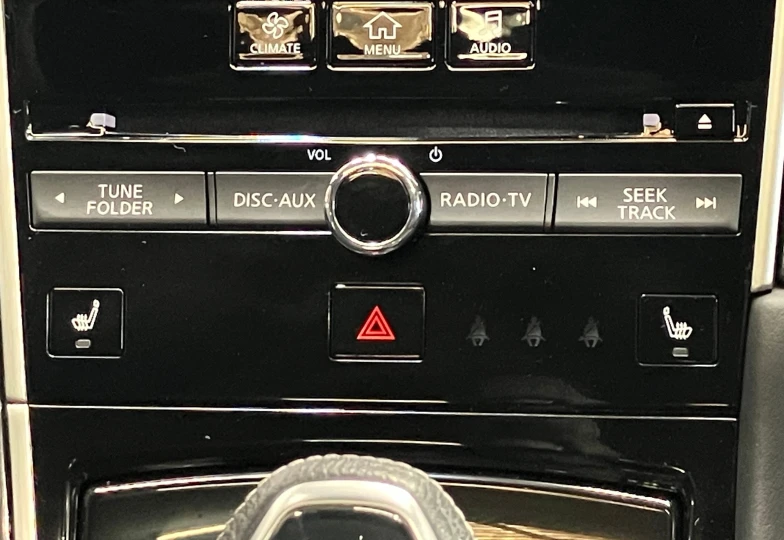 CLIMATE
MENU
AUDIO
VOL
TUNE
FOLDER
DISC·AUX
RADIO·TV
SEEK
TRACK